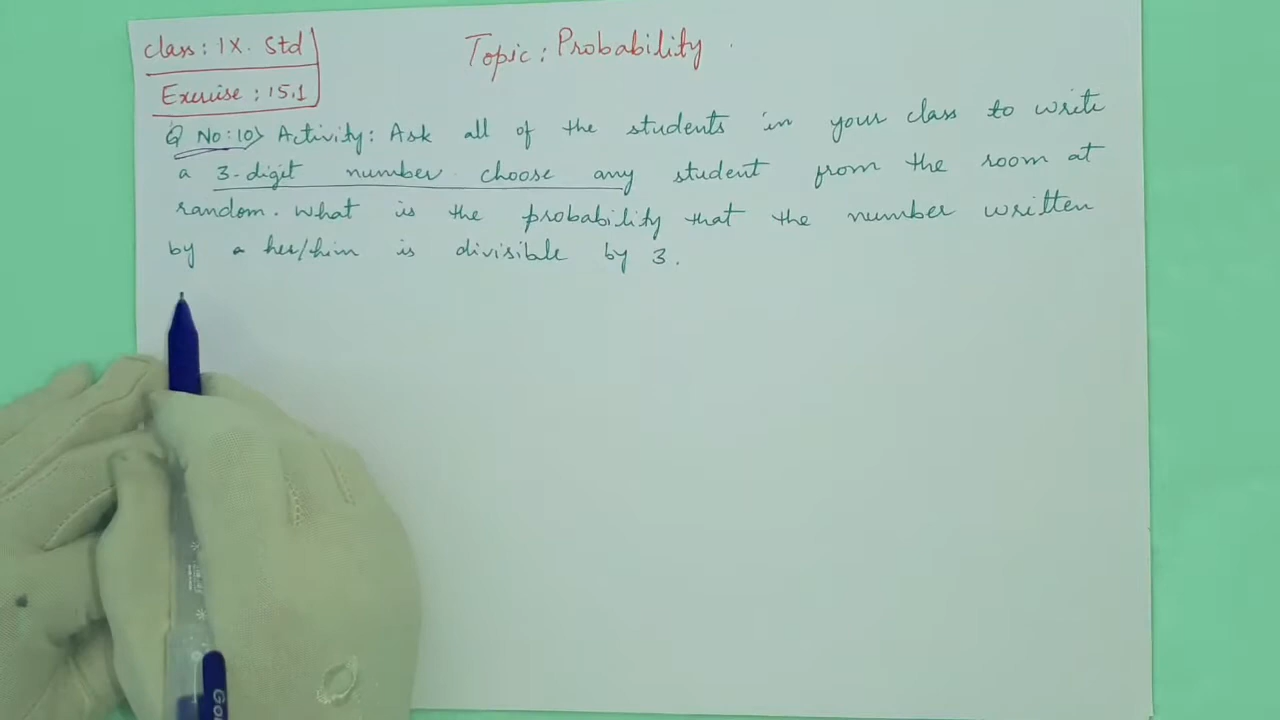 class: IX. Std
Topic: Probability.
Exercise: 15.1
Q No:10> Activity: Ask all of the students in your class to write
a 3-digit number. choose any student from the room at
random. What is the probability that the number written
by a her/him is divisible by 3.